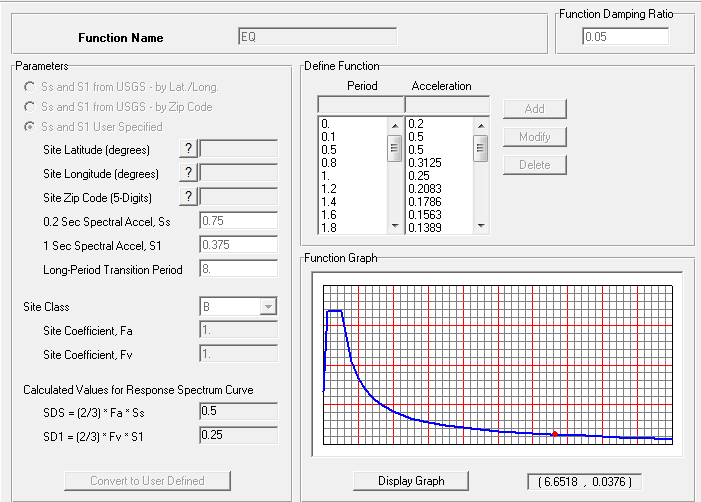 Function Name
EQ
Function Damping Ratio
0.05
Parameters
Ss and S1 from USGS - by Lat./Long.
Ss and S1 from USGS - by Zip Code
Ss and S1 User Specified
Site Latitude (degrees) ?
Site Longitude (degrees) ?
Site Zip Code (5-Digits) ?
0.2 Sec Spectral Accel, Ss 0.75
1 Sec Spectral Accel, S1 0.375
Long-Period Transition Period 8.
Site Class B
Site Coefficient, Fa 1.
Site Coefficient, Fv 1.
Calculated Values for Response Spectrum Curve
SDS = (2/3) * Fa * Ss 0.5
SD1 = (2/3) * Fv * S1 0.25
Convert to User Defined
Define Function
Period Acceleration
0. 0.2
0.1 0.5
0.5 0.5
0.8 0.3125
1. 0.25
1.2 0.2083
1.4 0.1786
1.6 0.1563
1.8 0.1389
Add
Modify
Delete
Function Graph
Display Graph
( 6.6518 , 0.0376 )